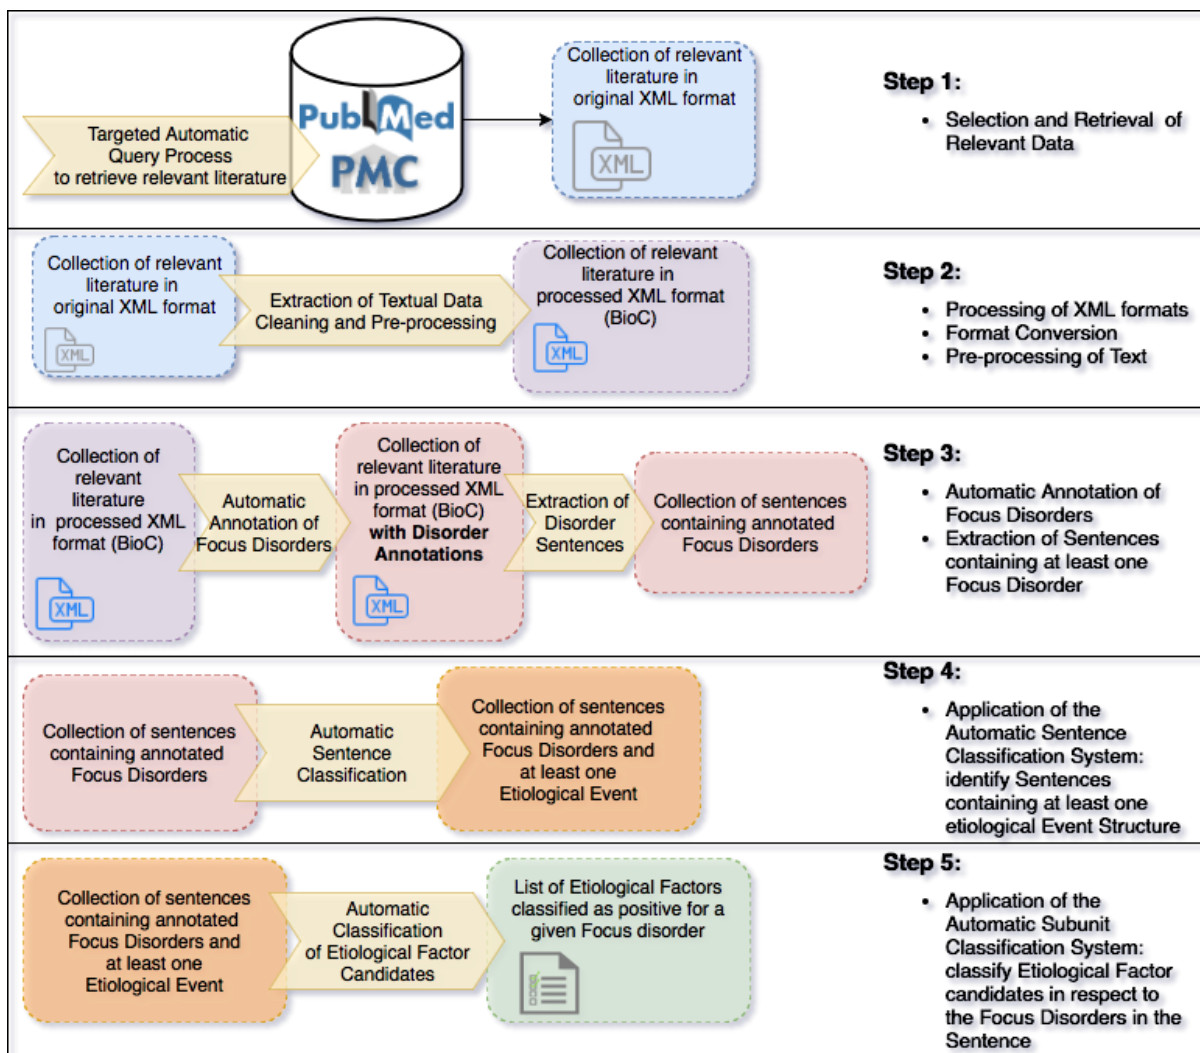 Targeted Automatic
Query Process
to retrieve relevant literature
PubMed
PMC
Collection of relevant
literature in
original XML format
XML
Step 1:
• Selection and Retrieval of
Relevant Data
Collection of relevant
literature in
original XML format
XML
Extraction of Textual Data
Cleaning and Pre-processing
Collection of relevant
literature in
processed XML format
(BioC)
XML
Step 2:
• Processing of XML formats
• Format Conversion
• Pre-processing of Text
Collection of
relevant
literature
in processed XML
format (BioC)
XML
Automatic
Annotation of
Focus Disorders
Collection of
relevant literature
in processed XML
format (BioC)
with Disorder
Annotations
XML
Extraction of
Disorder
Sentences
Collection of sentences
containing annotated
Focus Disorders
Step 3:
• Automatic Annotation of
Focus Disorders
• Extraction of Sentences
containing at least one
Focus Disorder
Collection of sentences
containing annotated
Focus Disorders
Automatic
Sentence
Classification
Collection of sentences
containing annotated
Focus Disorders and
at least one
Etiological Event
Step 4:
• Application of the
Automatic Sentence
Classification System:
identify Sentences
containing at least one
etiological Event Structure
Collection of sentences
containing annotated
Focus Disorders and
at least one
Etiological Event
Automatic
Classification
of Etiological Factor
Candidates
List of Etiological Factors
classified as positive for a
given Focus disorder
Step 5:
• Application of the
Automatic Subunit
Classification System:
classify Etiological Factor
candidates in respect to
the Focus Disorders in the
Sentence